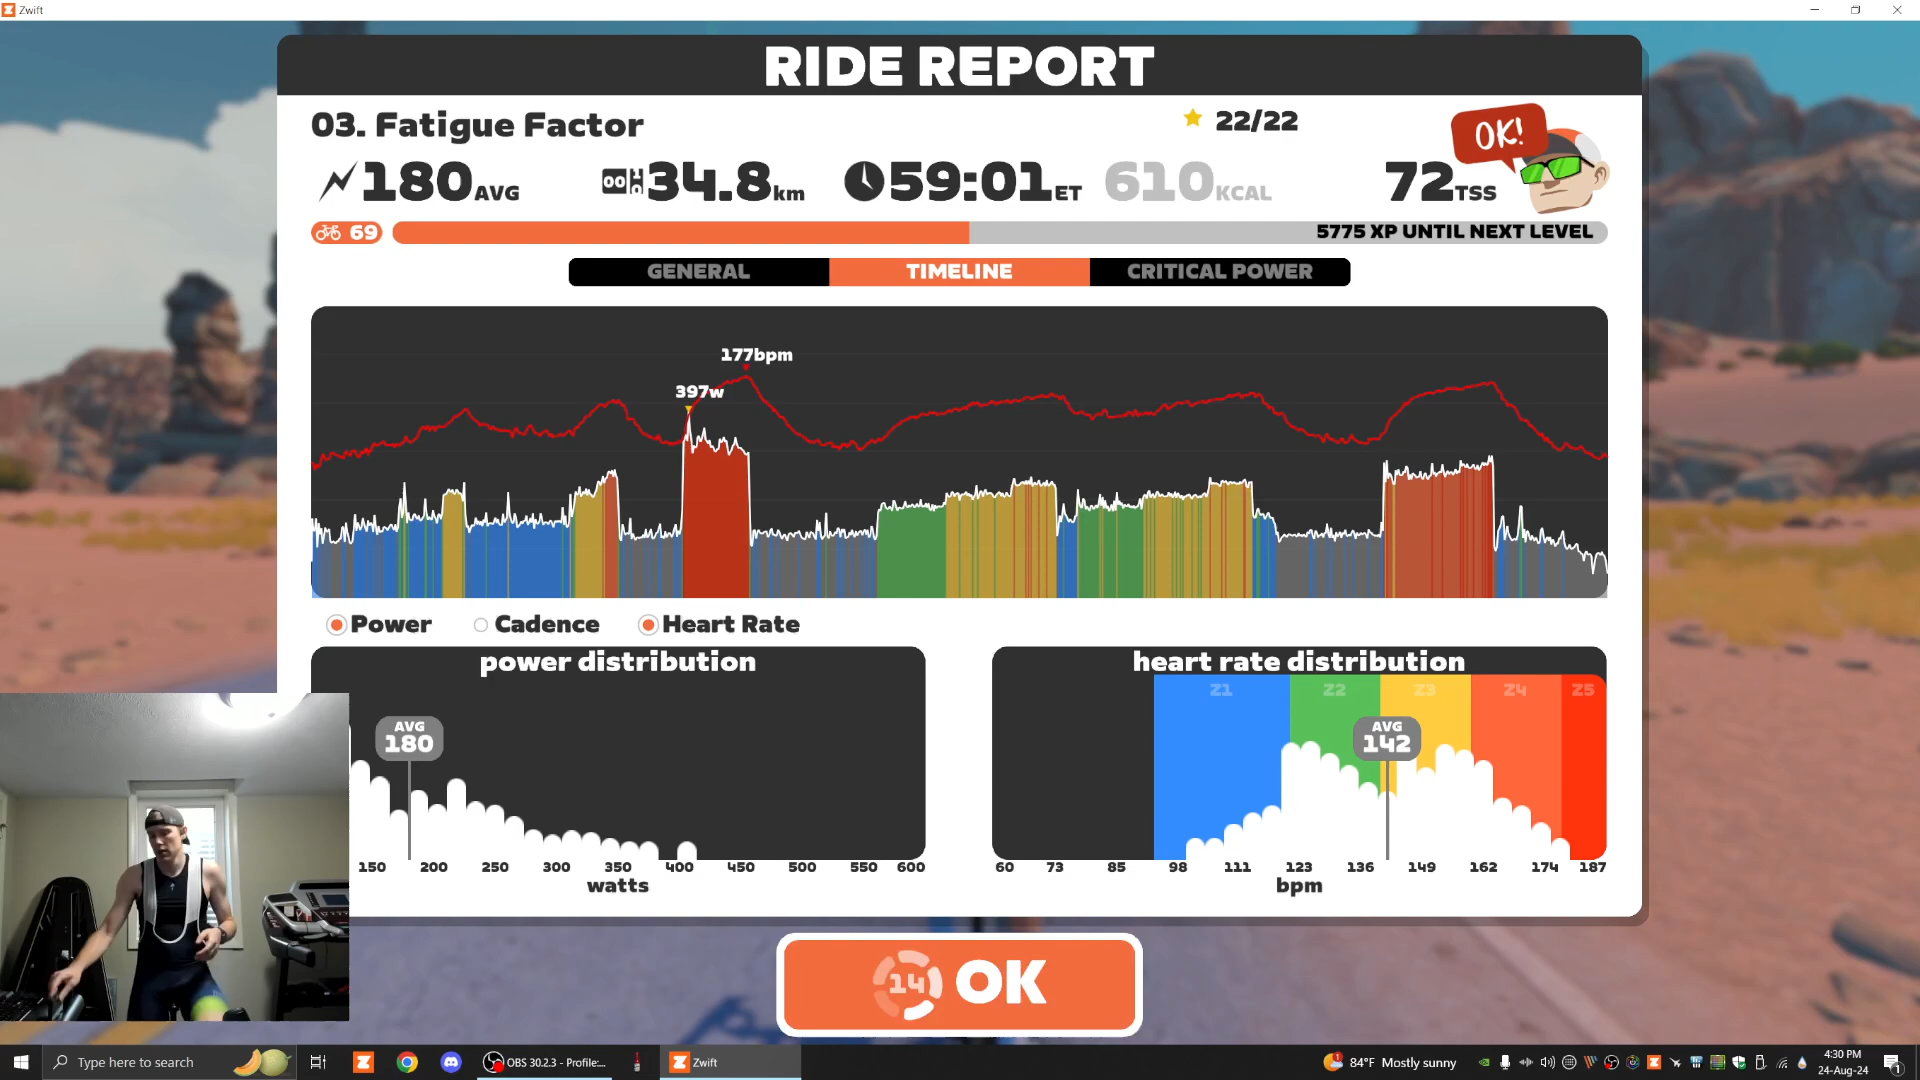 Zwift
RIDE REPORT
03. Fatigue Factor
22/22
OK!
180AVG
34.8km
59:01ET
610KCAL
72TSS
69
5775 XP UNTIL NEXT LEVEL
GENERAL
TIMELINE
CRITICAL POWER
177bpm
397w
Power
Cadence
Heart Rate
power distribution
AVG
180
150 200 250 300 350 400 450 500 550 600
watts
heart rate distribution
Z1 Z2 Z3 Z4 Z5
AVG
142
60 73 85 98 111 123 136 149 162 174 187
bpm
14 OK
Type here to search
OBS 30.2.3 - Profile:...
Zwift
84°F Mostly sunny
4:30 PM
24-Aug-24
1